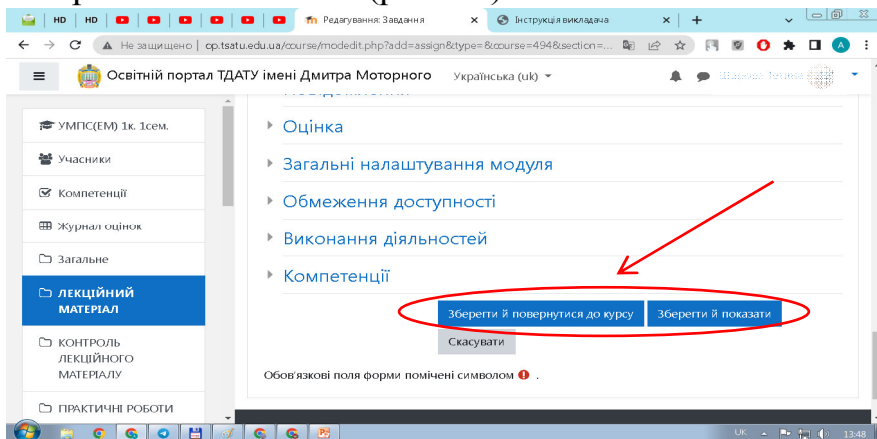 HD
HD
Редагування: Завдання
Інструкція викладача
Не защищено
op.tsatu.edu.ua/course/modedit.php?add=assign&type=&course=494&section=...
Освітній портал ТДАТУ імені Дмитра Моторного
Українська (uk)
УМПС(ЕМ) 1к. 1сем.
Учасники
Компетенції
Журнал оцінок
Загальне
ЛЕКЦІЙНИЙ
МАТЕРІАЛ
КОНТРОЛЬ
ЛЕКЦІЙНОГО
МАТЕРІАЛУ
ПРАКТИЧНІ РОБОТИ
Оцінка
Загальні налаштування модуля
Обмеження доступності
Виконання діяльностей
Компетенції
Зберегти й повернутися до курсу
Зберегти й показати
Скасувати
Обов'язкові поля форми помічені символом .
UK
13:48